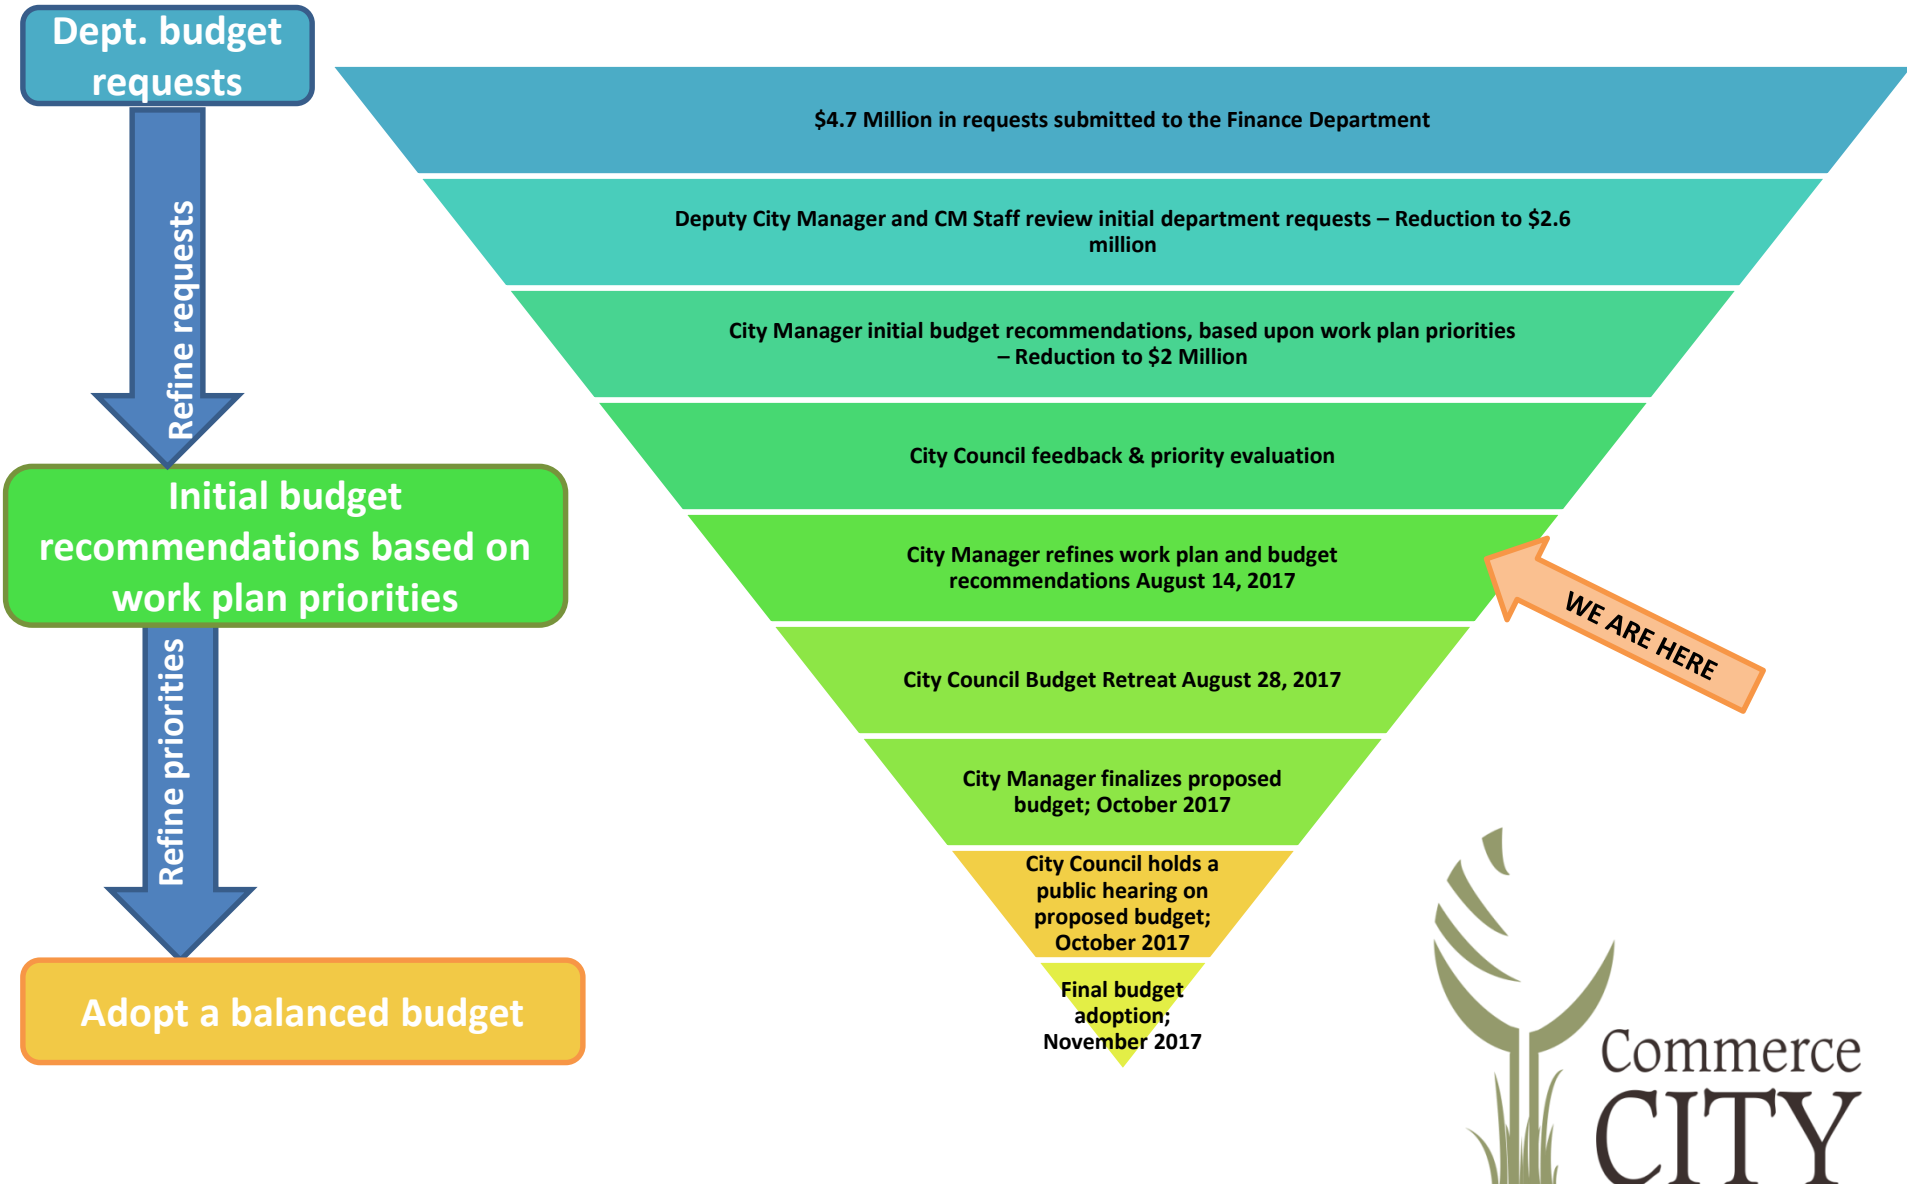 Dept. budget
requests
Refine requests
Initial budget
recommendations based on
work plan priorities
Refine priorities
Adopt a balanced budget
$4.7 Million in requests submitted to the Finance Department
Deputy City Manager and CM Staff review initial department requests – Reduction to $2.6
million
City Manager initial budget recommendations, based upon work plan priorities
– Reduction to $2 Million
City Council feedback & priority evaluation
City Manager refines work plan and budget
recommendations August 14, 2017
WE ARE HERE
City Council Budget Retreat August 28, 2017
City Manager finalizes proposed
budget; October 2017
City Council holds a
public hearing on
proposed budget;
October 2017
Final budget
adoption;
November 2017
Commerce
CITY